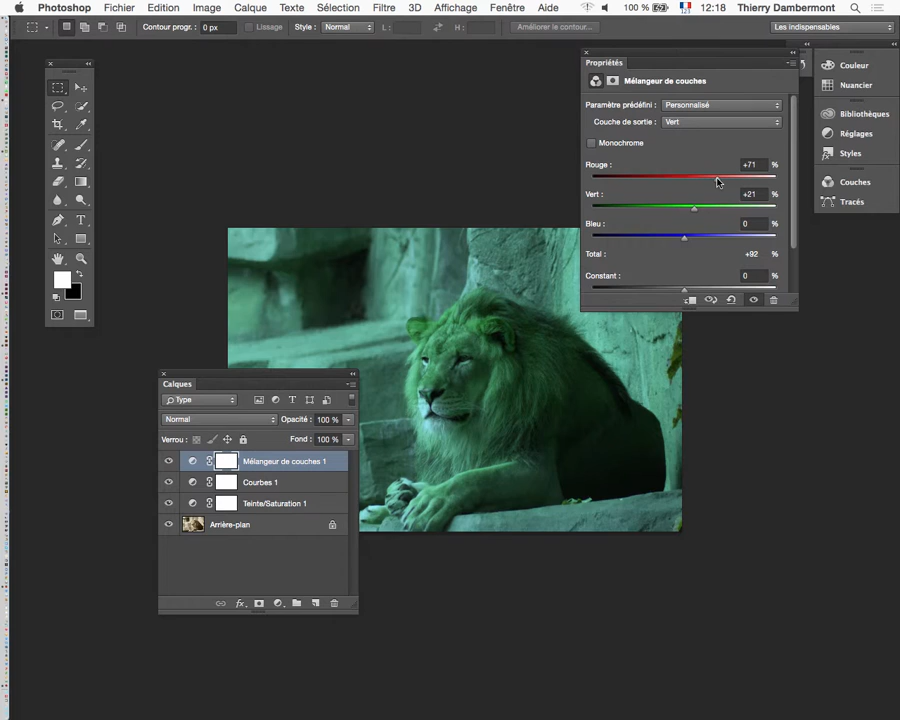 Photoshop Fichier Edition Image Calque Texte Sélection Filtre 3D Affichage Fenêtre Aide 100 % 12:18 Thierry Dambermont
Contour progr. : 0 px Lissage Style : Normal L : H : Améliorer le contour... Les indispensables
Propriétés
Mélangeur de couches
Paramètre prédéfini : Personnalisé
Couche de sortie : Vert
Monochrome
Rouge : +71 %
Vert : +21 %
Bleu : 0 %
Total : +92 %
Constant : 0 %
Couleur
Nuancier
Bibliothèques
Réglages
Styles
Couches
Tracés
Calques
Type
Normal Opacité : 100 %
Verrou : Fond : 100 %
Mélangeur de couches 1
Courbes 1
Teinte/Saturation 1
Arrière-plan